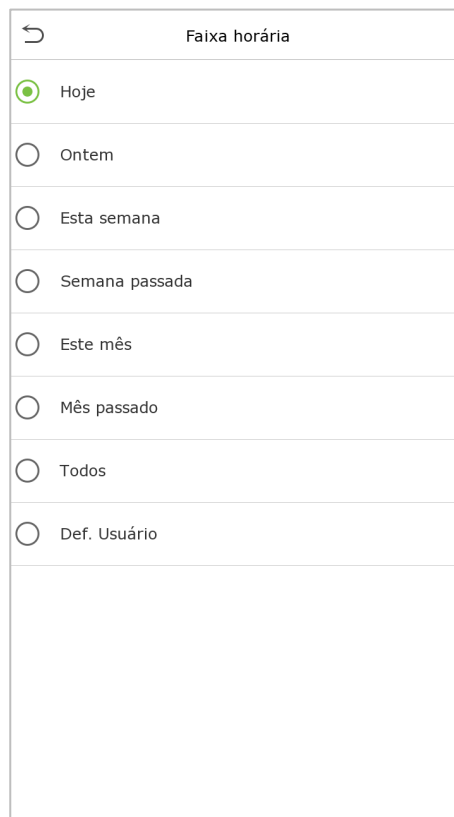 Faixa horária
Hoje
Ontem
Esta semana
Semana passada
Este mês
Mês passado
Todos
Def. Usuário